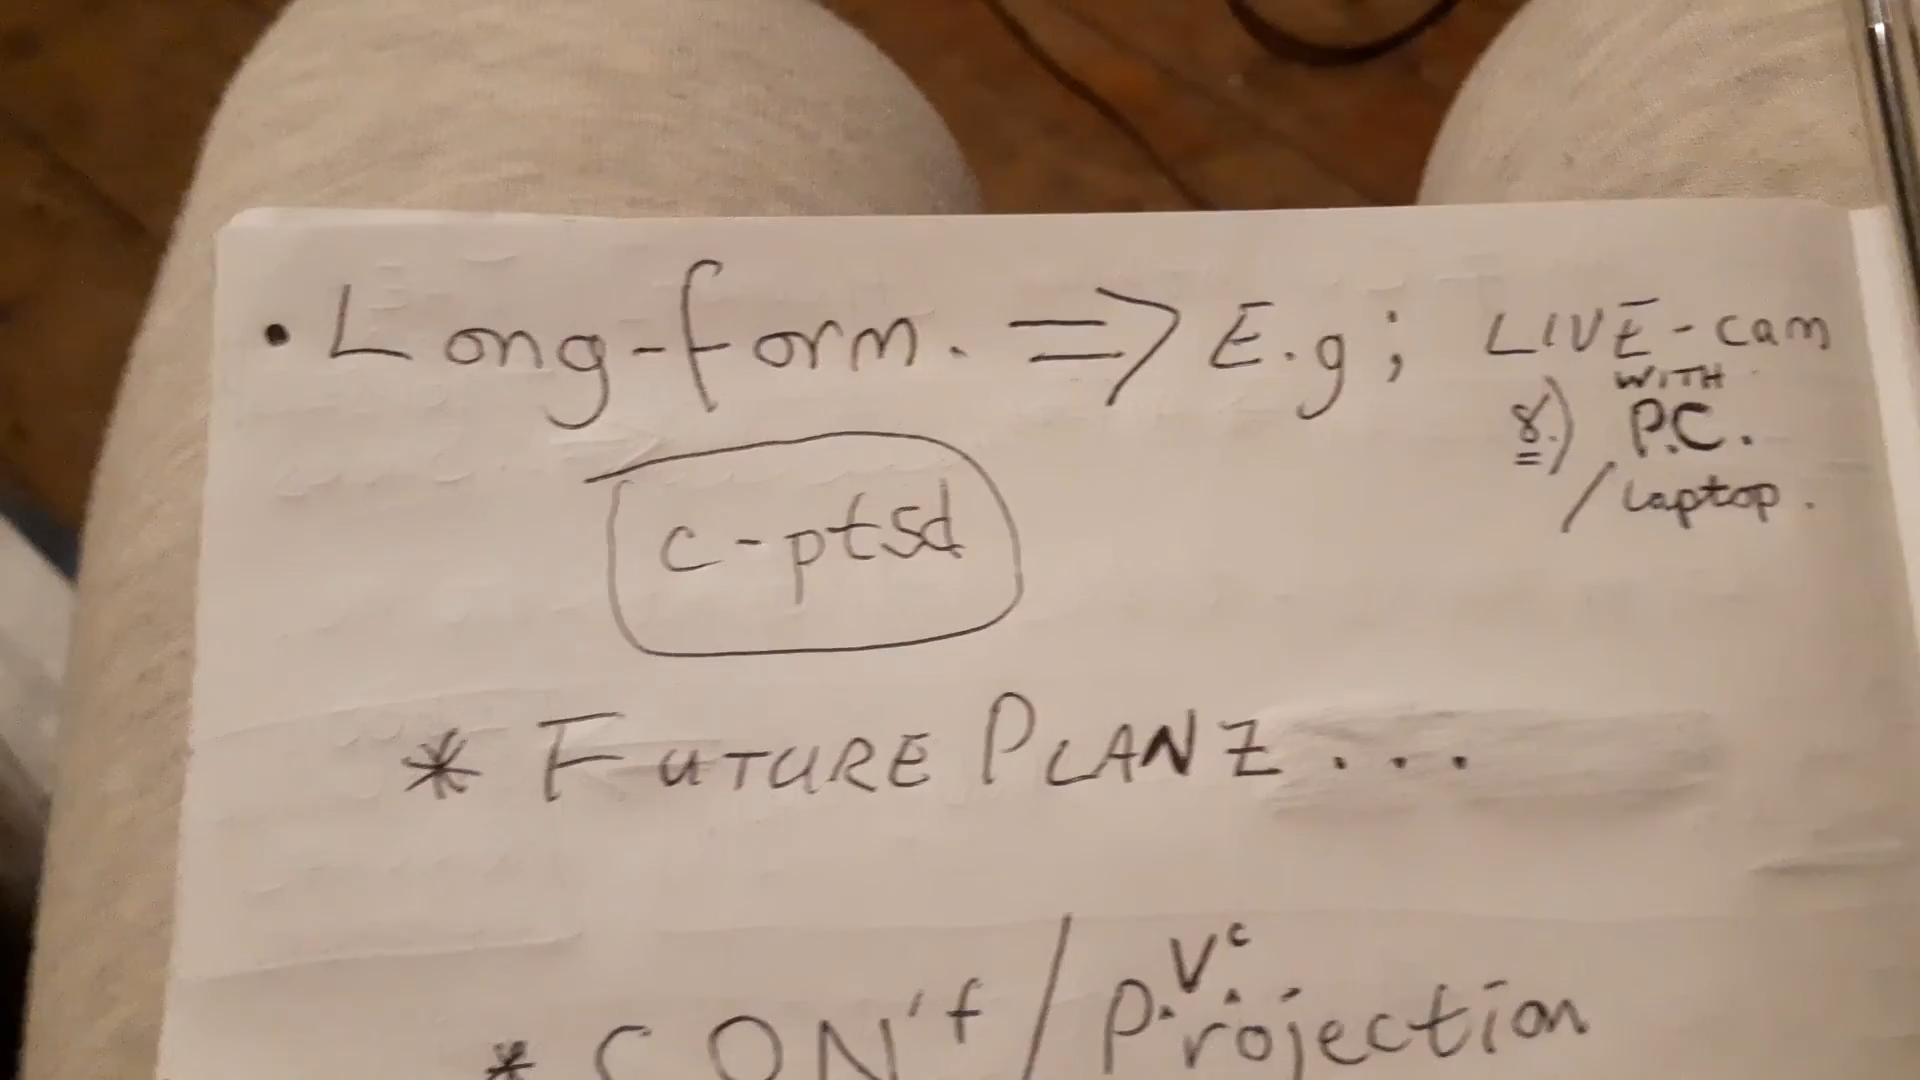 • Long-form. => E.g; LIVE-cam
WITH
8.) P.C.
/ laptop.
c-ptsd
* FUTURE PLANZ...
* CON'f / Projection